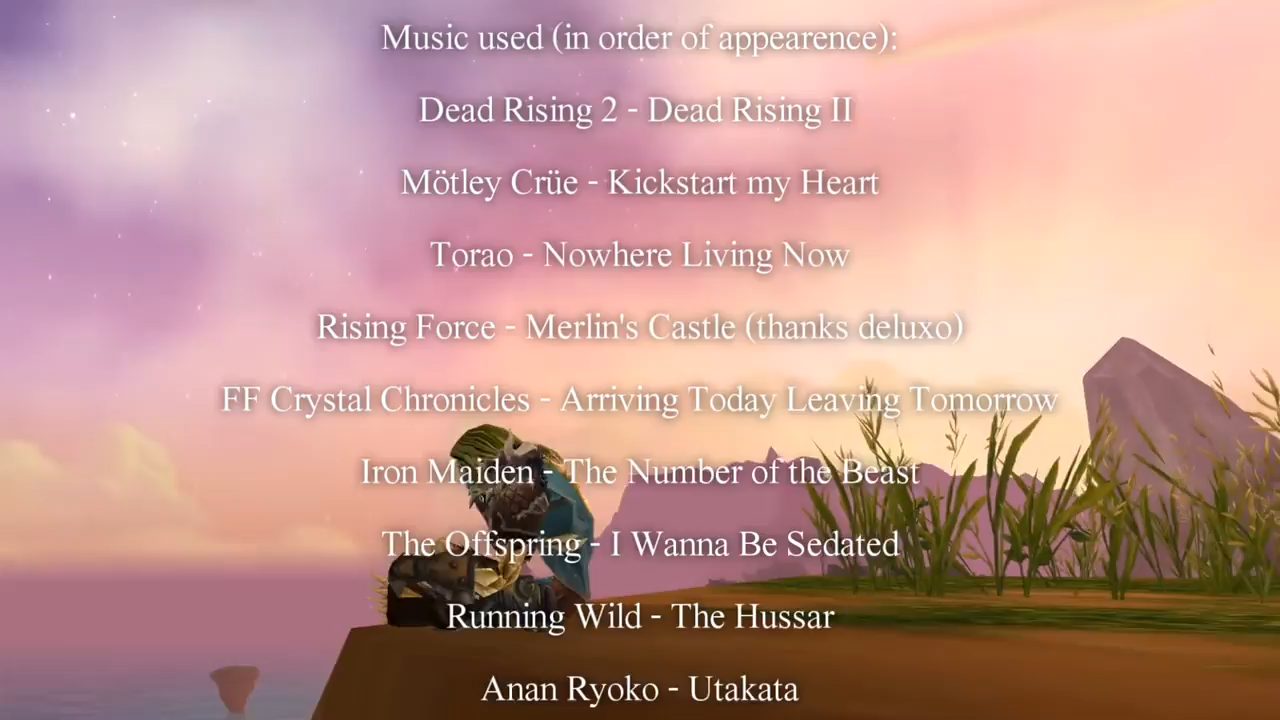 Music used (in order of appearence):
Dead Rising 2 - Dead Rising II
Mötley Crüe - Kickstart my Heart
Torao - Nowhere Living Now
Rising Force - Merlin's Castle (thanks deluxo)
FF Crystal Chronicles - Arriving Today Leaving Tomorrow
Iron Maiden - The Number of the Beast
The Offspring - I Wanna Be Sedated
Running Wild - The Hussar
Anan Ryoko - Utakata